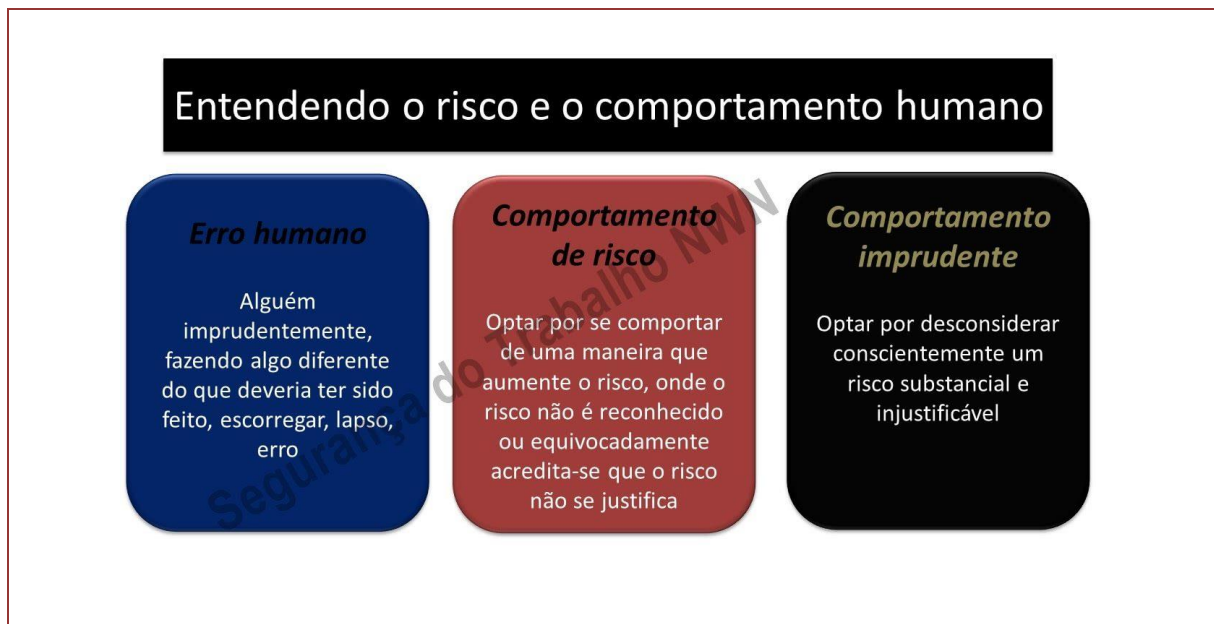 Entendendo o risco e o comportamento humano
Erro humano
Alguém
imprudentemente,
fazendo algo diferente
do que deveria ter sido
feito, escorregar, lapso,
erro
Comportamento
de risco
Optar por se comportar
de uma maneira que
aumente o risco, onde o
risco não é reconhecido
ou equivocadamente
acredita-se que o risco
não se justifica
Comportamento
imprudente
Optar por desconsiderar
conscientemente um
risco substancial e
injustificável
Segurança do Trabalho NWN